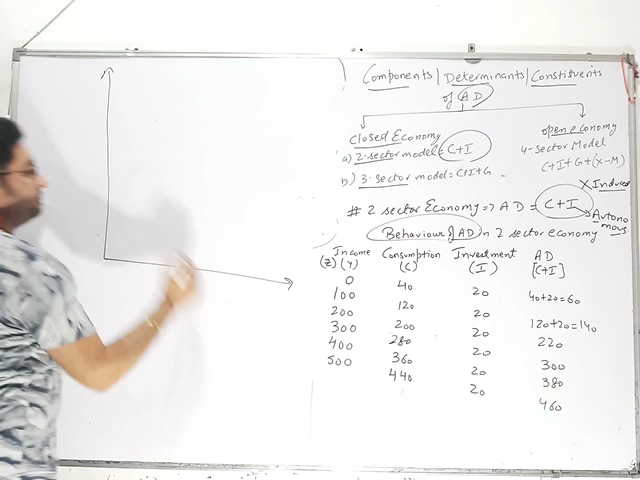 Components / Determinants / Constituents
of AD
Closed Economy
a) 2-sector model = C+I
b) 3-sector model = C+I+G
open economy
4-sector Model
C+I+G+(X-M)
X Induced
# 2 sector Economy => AD = C+I
Autonomous
Behaviour of AD in 2 sector economy
Income Consumption Investment AD
(Z) (Y) (C) (I) [C+I]
0 40 20 40+20=60
100 120 20 120+20=140
200 200 20 220
300 280 20 300
400 360 20 380
500 440 20 460